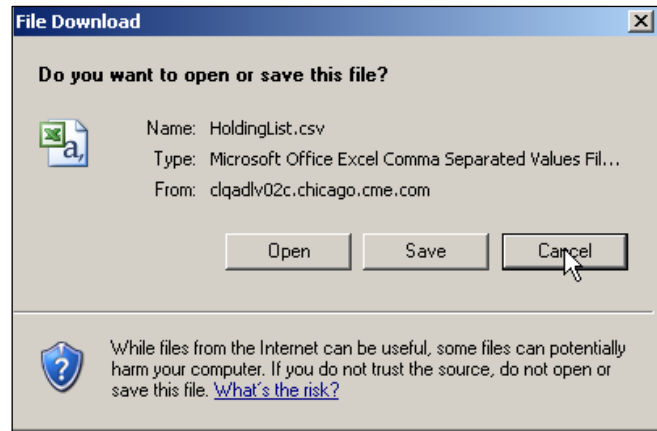 File Download
Do you want to open or save this file?
Name: HoldingList.csv
Type: Microsoft Office Excel Comma Separated Values Fil...
From: clqadlv02c.chicago.cme.com
Open Save Cancel
While files from the Internet can be useful, some files can potentially
harm your computer. If you do not trust the source, do not open or
save this file. What's the risk?